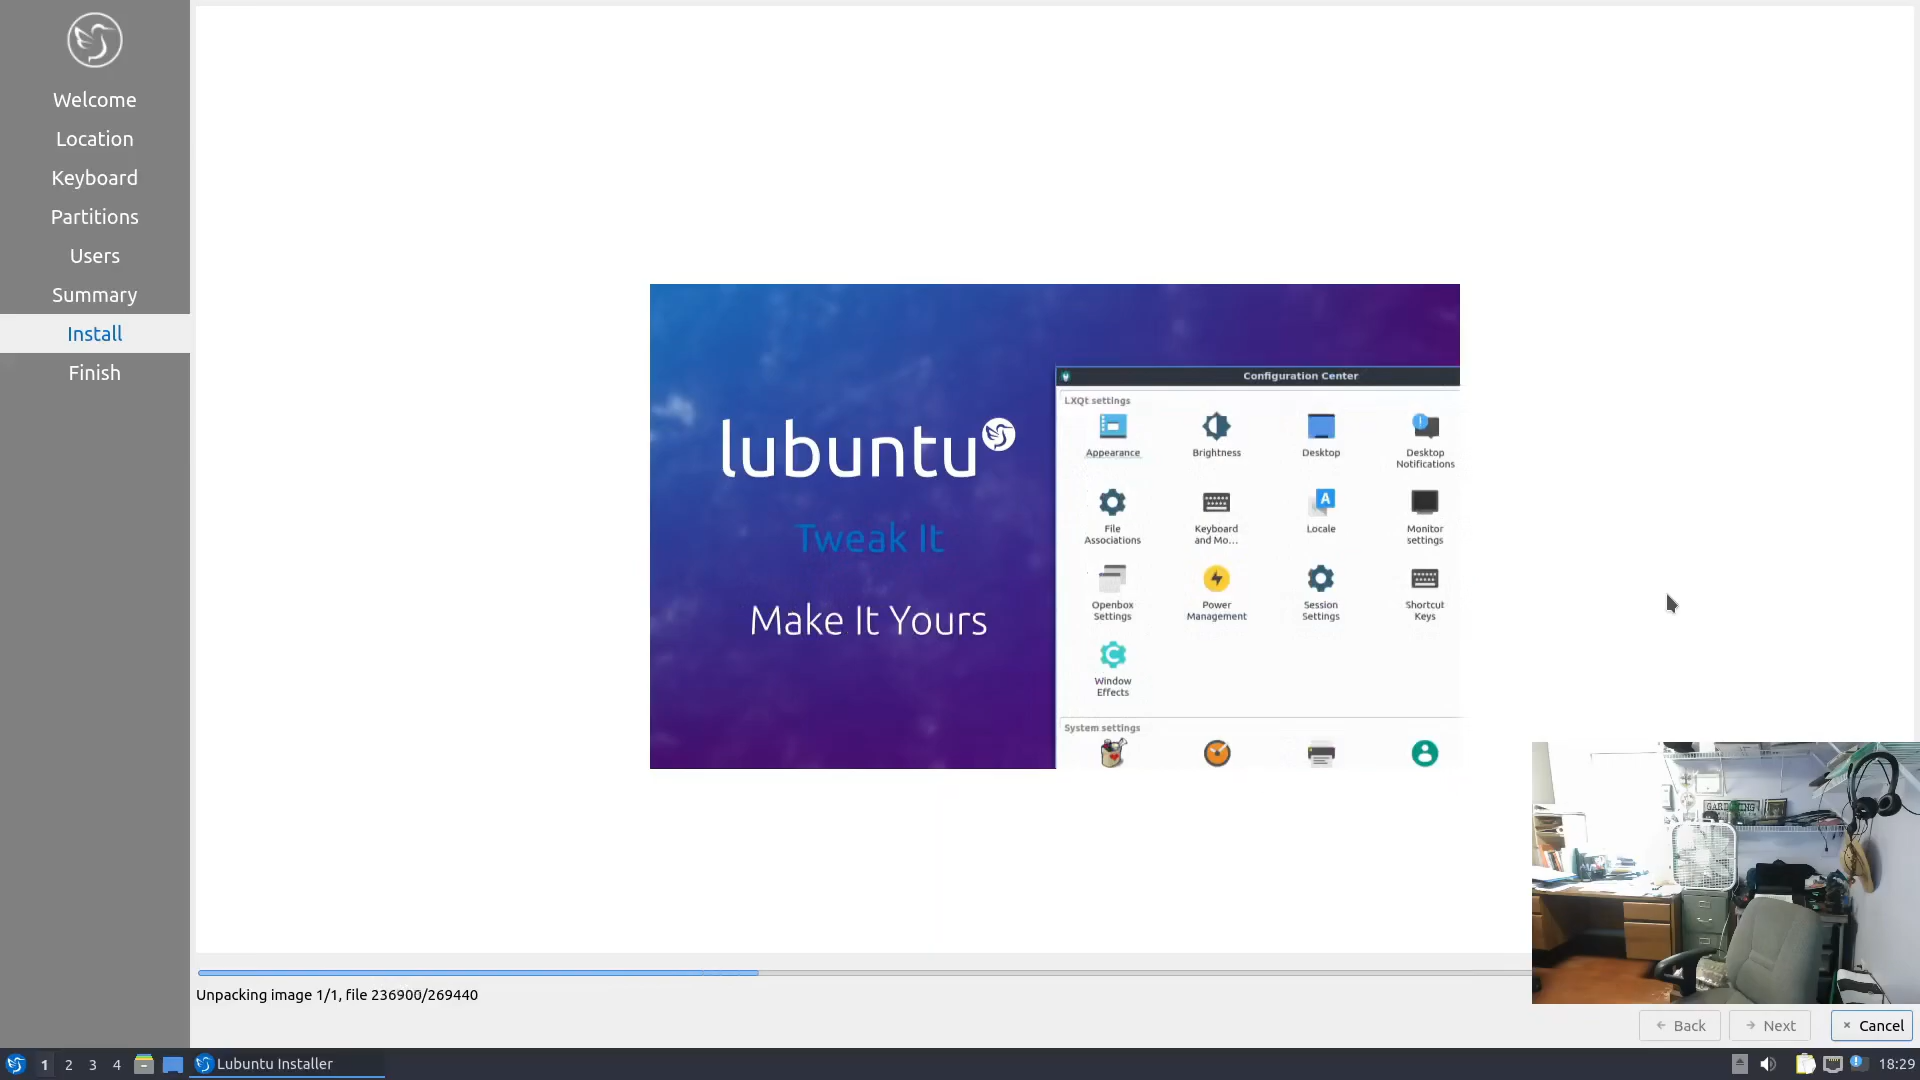 Welcome
Location
Keyboard
Partitions
Users
Summary
Install
Finish
lubuntu
Tweak It
Make It Yours
Configuration Center
LXQt settings
Appearance
Brightness
Desktop
Desktop
Notifications
File
Associations
Keyboard
and Mo...
Locale
Monitor
settings
Openbox
Settings
Power
Management
Session
Settings
Shortcut
Keys
Window
Effects
System settings
Unpacking image 1/1, file 236900/269440
Back
Next
Cancel
1 2 3 4
Lubuntu Installer
18:29